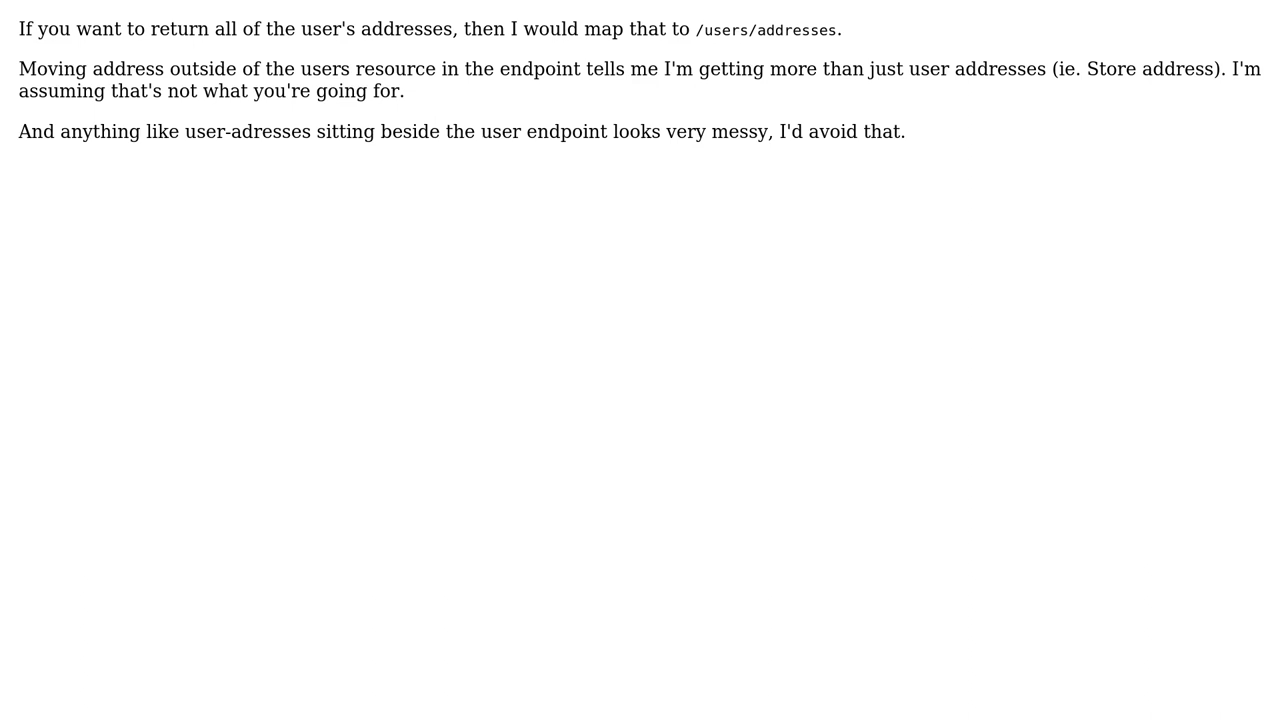 If you want to return all of the user's addresses, then I would map that to /users/addresses.
Moving address outside of the users resource in the endpoint tells me I'm getting more than just user addresses (ie. Store address). I'm
assuming that's not what you're going for.
And anything like user-adresses sitting beside the user endpoint looks very messy, I'd avoid that.